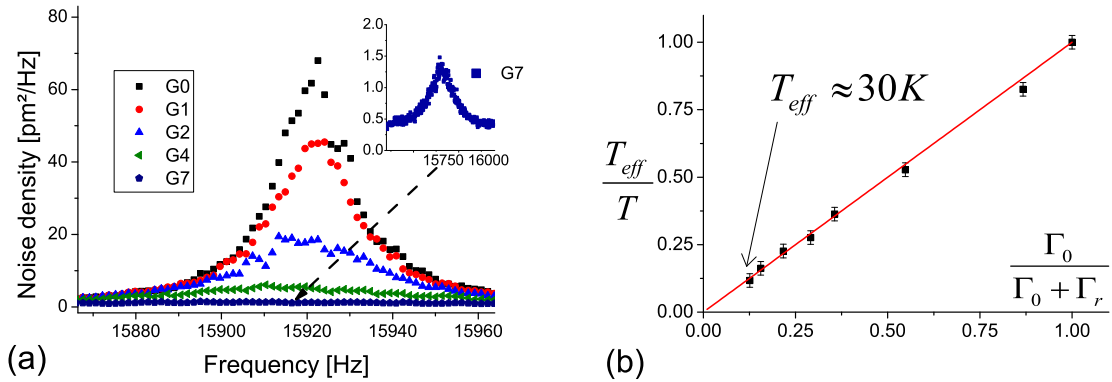 80
60
40
20
0
Noise density [pm²/Hz]
G0
G1
G2
G4
G7
2.0
1.5
1.0
0.5
0.0
G7
15750 16000
15880 15900 15920 15940 15960
Frequency [Hz]
(a)
1.00
0.75
0.50
0.25
0.00
T_eff / T
T_eff ≈30K
Γ_0 / Γ_0 + Γ_r
0.00 0.25 0.50 0.75 1.00
(b)